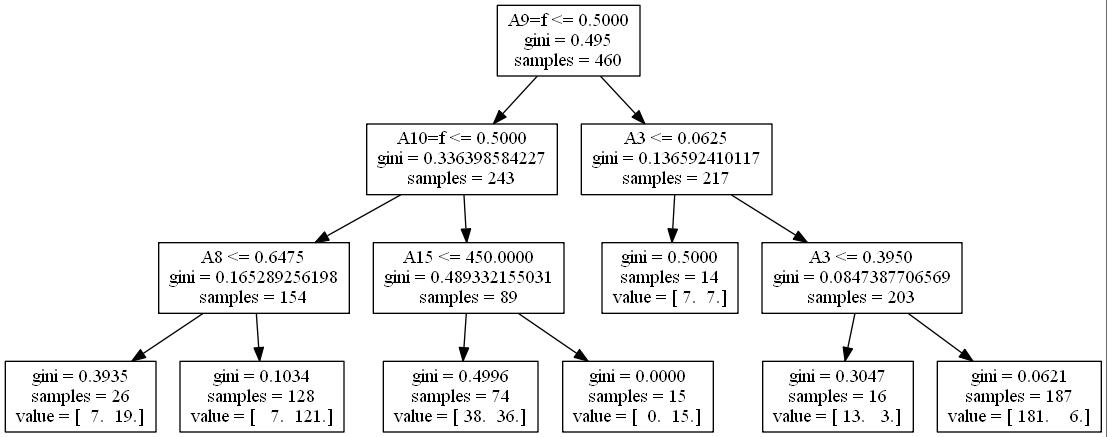 A9=f <= 0.5000
gini = 0.495
samples = 460
A10=f <= 0.5000
gini = 0.336398584227
samples = 243
A3 <= 0.0625
gini = 0.136592410117
samples = 217
A8 <= 0.6475
gini = 0.165289256198
samples = 154
A15 <= 450.0000
gini = 0.489332155031
samples = 89
gini = 0.5000
samples = 14
value = [ 7.  7.]
A3 <= 0.3950
gini = 0.0847387706569
samples = 203
gini = 0.3935
samples = 26
value = [  7.  19.]
gini = 0.1034
samples = 128
value = [   7.  121.]
gini = 0.4996
samples = 74
value = [ 38.  36.]
gini = 0.0000
samples = 15
value = [  0.  15.]
gini = 0.3047
samples = 16
value = [ 13.   3.]
gini = 0.0621
samples = 187
value = [ 181.    6.]